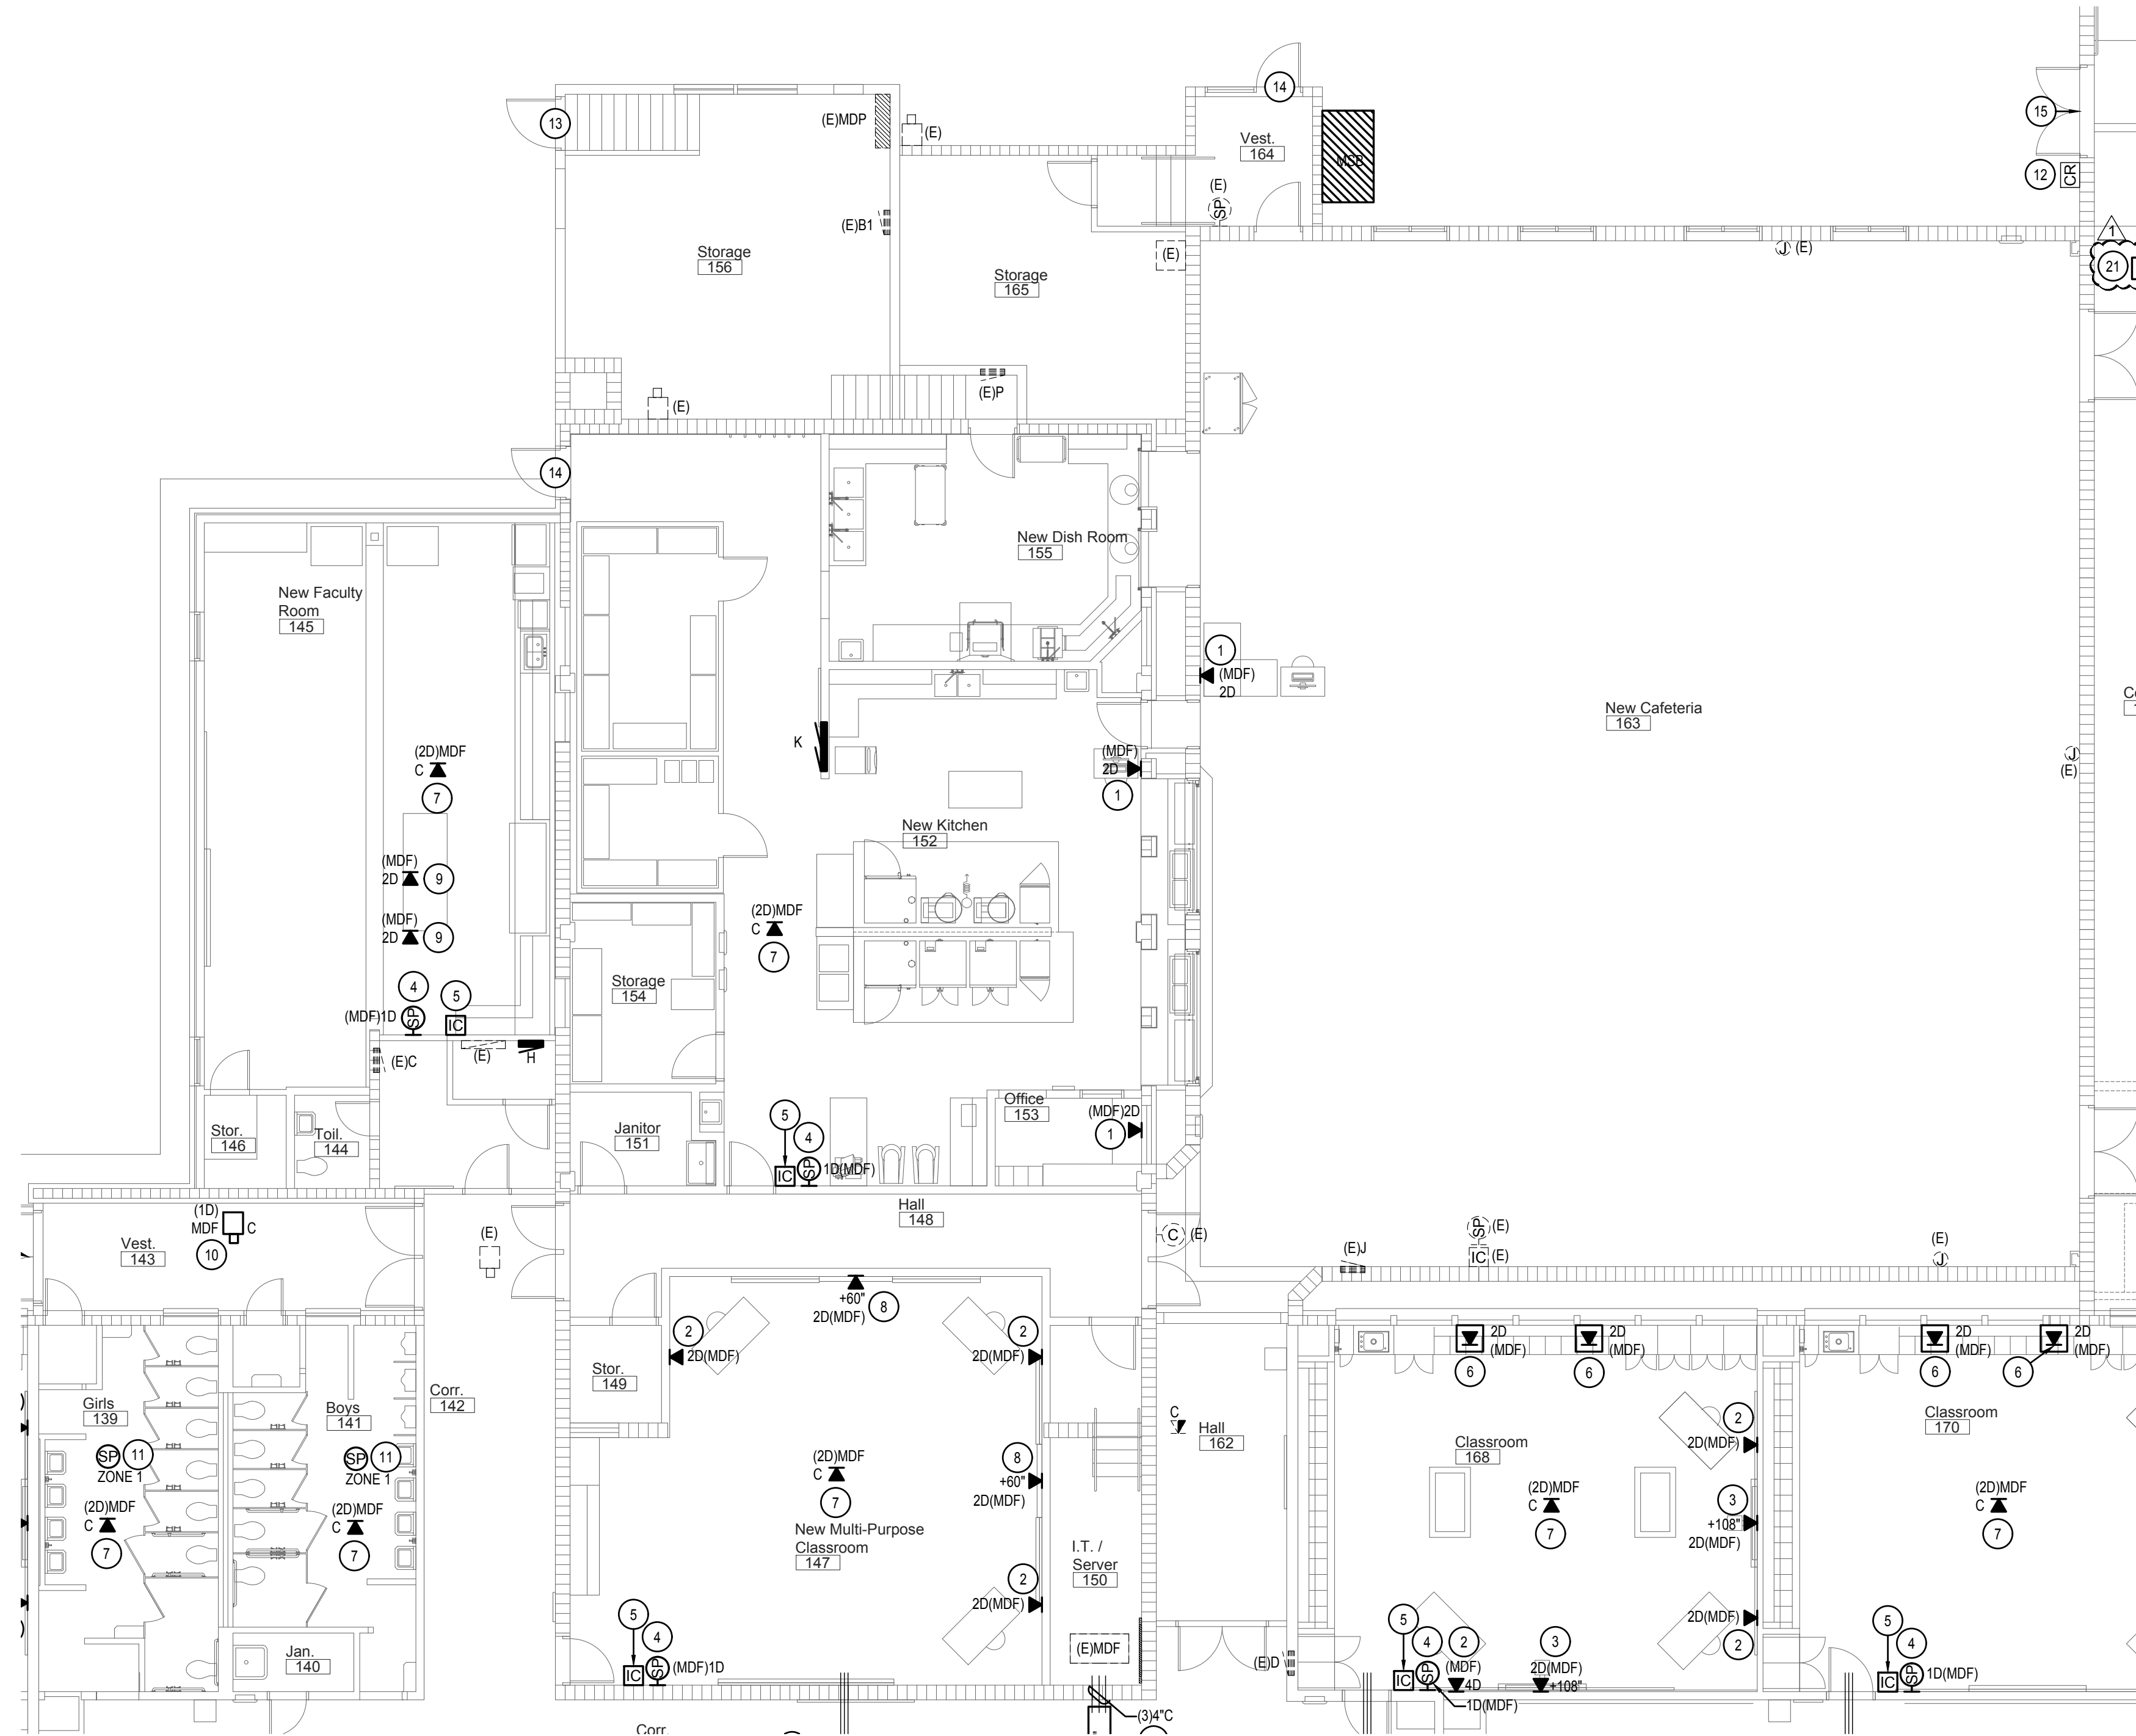 14
13
(E)MDP
(E)
Vest.
164
MSB
15
12
CR
(E)
SP
(E)B1
Storage
156
Storage
165
(E)
J
(E)
1
21
(E)P
(E)
14
New Dish Room
155
New Faculty
Room
145
1
(MDF)
2D
New Cafeteria
163
K
(MDF)
2D
1
J
(E)
(2D)MDF
C
7
New Kitchen
152
(MDF)
2D
9
(MDF)
2D
9
(2D)MDF
C
7
Storage
154
4
5
(MDF)1D
SP
IC
(E)C
(E)
H
Stor.
146
Toil.
144
Janitor
151
5
4
IC
SP
1D(MDF)
Office
153
(MDF)2D
1
Hall
148
(1D)
MDF
C
10
Vest.
143
(E)
C
(E)
SP
(E)
IC
(E)
(E)J
(E)
J
+60"
8
2D(MDF)
2
2D(MDF)
2
2D(MDF)
Stor.
149
2D
(MDF)
6
2D
(MDF)
6
2D
(MDF)
6
2D
(MDF)
6
Girls
139
Boys
141
Corr.
142
SP
11
ZONE 1
SP
11
ZONE 1
(2D)MDF
C
7
(2D)MDF
C
7
Jan.
140
(2D)MDF
C
7
New Multi-Purpose
Classroom
147
8
+60"
2D(MDF)
2
2D(MDF)
I.T. /
Server
150
(E)MDF
C
Hall
162
Classroom
168
2
2D(MDF)
(2D)MDF
C
7
3
+108"
2D(MDF)
2D(MDF)
2
Classroom
170
(2D)MDF
C
7
5
4
IC
SP
(MDF)1D
(E)D
5
4
2
IC
SP
(MDF)
4D
1D(MDF)
3
2D(MDF)
+108"
5
4
IC
SP
1D(MDF)
(3)4"C
Corr.